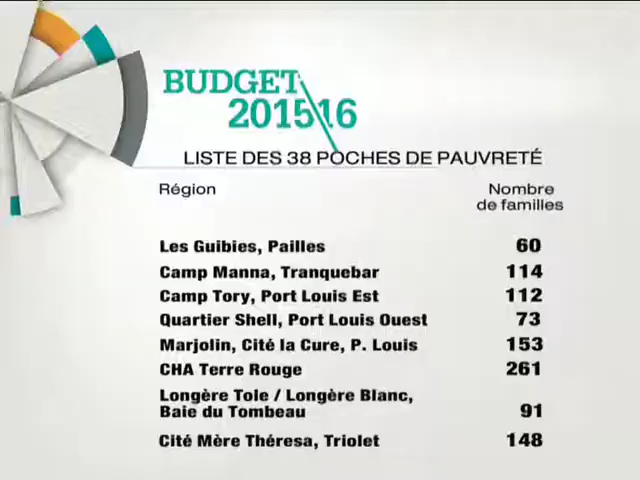 BUDGET
2015\16
LISTE DES 38 POCHES DE PAUVRETÉ
Région Nombre
de familles
Les Guibies, Pailles 60
Camp Manna, Tranquebar 114
Camp Tory, Port Louis Est 112
Quartier Shell, Port Louis Ouest 73
Marjolin, Cité la Cure, P. Louis 153
CHA Terre Rouge 261
Longère Tole / Longère Blanc,
Baie du Tombeau 91
Cité Mère Théresa, Triolet 148